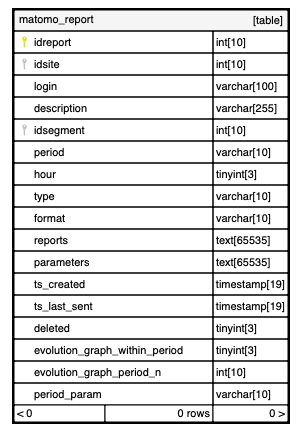 matomo_report [table]
idreport int[10]
idsite int[10]
login varchar[100]
description varchar[255]
idsegment int[10]
period varchar[10]
hour tinyint[3]
type varchar[10]
format varchar[10]
reports text[65535]
parameters text[65535]
ts_created timestamp[19]
ts_last_sent timestamp[19]
deleted tinyint[3]
evolution_graph_within_period tinyint[3]
evolution_graph_period_n int[10]
period_param varchar[10]
< 0 0 rows 0 >